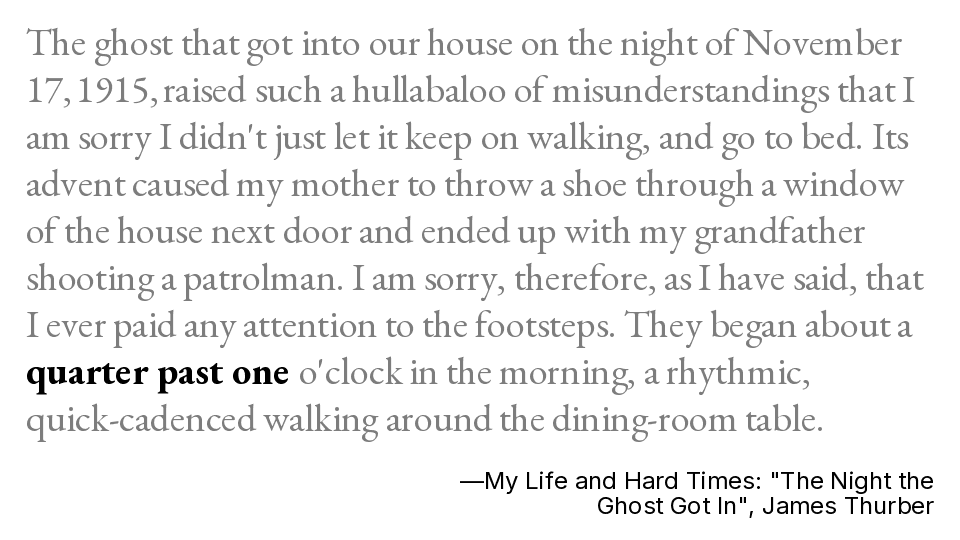 The ghost that got into our house on the night of November
17, 1915, raised such a hullabaloo of misunderstandings that I
am sorry I didn't just let it keep on walking, and go to bed. Its
advent caused my mother to throw a shoe through a window
of the house next door and ended up with my grandfather
shooting a patrolman. I am sorry, therefore, as I have said, that
I ever paid any attention to the footsteps. They began about a
quarter past one o'clock in the morning, a rhythmic,
quick-cadenced walking around the dining-room table.
—My Life and Hard Times: "The Night the
Ghost Got In", James Thurber